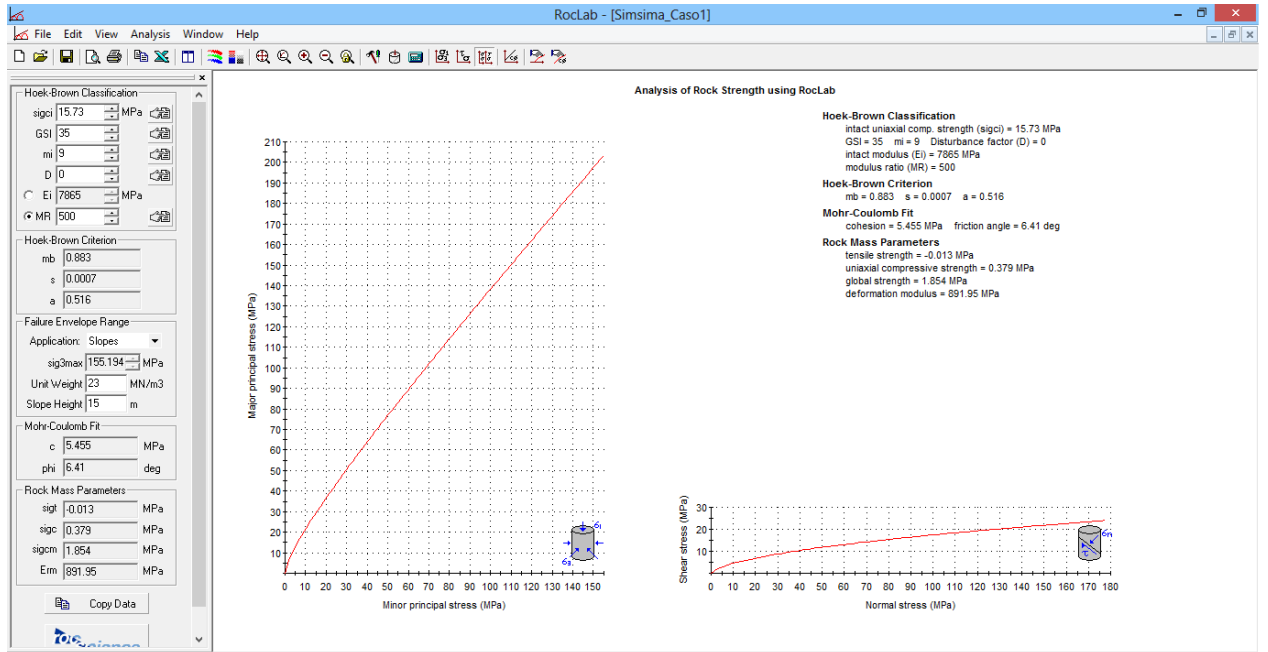 RocLab - [Simsima_Caso1]
File Edit View Analysis Window Help
Hoek-Brown Classification
sigci 15.73 MPa
GSI 35
mi 9
D 0
Ei 7865 MPa
MR 500
Hoek-Brown Criterion
mb 0.883
s 0.0007
a 0.516
Failure Envelope Range
Application: Slopes
sig3max 155.194 MPa
Unit Weight 23 MN/m3
Slope Height 15 m
Mohr-Coulomb Fit
c 5.455 MPa
phi 6.41 deg
Rock Mass Parameters
sigt -0.013 MPa
sigc 0.379 MPa
sigcm 1.854 MPa
Erm 891.95 MPa
Copy Data
Analysis of Rock Strength using RocLab
Hoek-Brown Classification
intact uniaxial comp. strength (sigci) = 15.73 MPa
GSI = 35 mi = 9 Disturbance factor (D) = 0
intact modulus (Ei) = 7865 MPa
modulus ratio (MR) = 500
Hoek-Brown Criterion
mb = 0.883 s = 0.0007 a = 0.516
Mohr-Coulomb Fit
cohesion = 5.455 MPa friction angle = 6.41 deg
Rock Mass Parameters
tensile strength = -0.013 MPa
uniaxial compressive strength = 0.379 MPa
global strength = 1.854 MPa
deformation modulus = 891.95 MPa
Major principal stress (MPa)
210
200
190
180
170
160
150
140
130
120
110
100
90
80
70
60
50
40
30
20
10
0 10 20 30 40 50 60 70 80 90 100 110 120 130 140 150
Minor principal stress (MPa)
σ1
σ3
Shear stress (MPa)
30
20
10
0 10 20 30 40 50 60 70 80 90 100 110 120 130 140 150 160 170 180
Normal stress (MPa)
σn
τ